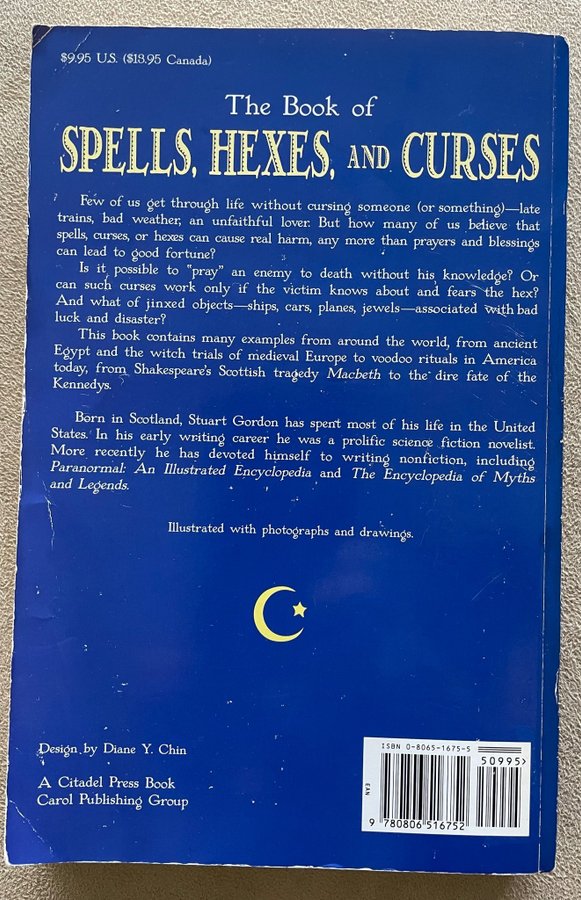 $9.95 U.S. ($13.95 Canada)
The Book of
SPELLS, HEXES, AND CURSES
Few of us get through life without cursing someone (or something)—late
trains, bad weather, an unfaithful lover. But how many of us believe that
spells, curses, or hexes can cause real harm, any more than prayers and blessings
can lead to good fortune?
Is it possible to "pray" an enemy to death without his knowledge? Or
can such curses work only if the victim knows about and fears the hex?
And what of jinxed objects—ships, cars, planes, jewels—associated with bad
luck and disaster?
This book contains many examples from around the world, from ancient
Egypt and the witch trials of medieval Europe to voodoo rituals in America
today, from Shakespeare's Scottish tragedy Macbeth to the dire fate of the
Kennedys.
Born in Scotland, Stuart Gordon has spent most of his life in the United
States. In his early writing career he was a prolific science fiction novelist.
More recently he has devoted himself to writing nonfiction, including
Paranormal: An Illustrated Encyclopedia and The Encyclopedia of Myths
and Legends.
Illustrated with photographs and drawings.
Design by Diane Y. Chin
A Citadel Press Book
Carol Publishing Group
ISBN 0-8065-1675-5
50995>
EAN
9 780806 516752